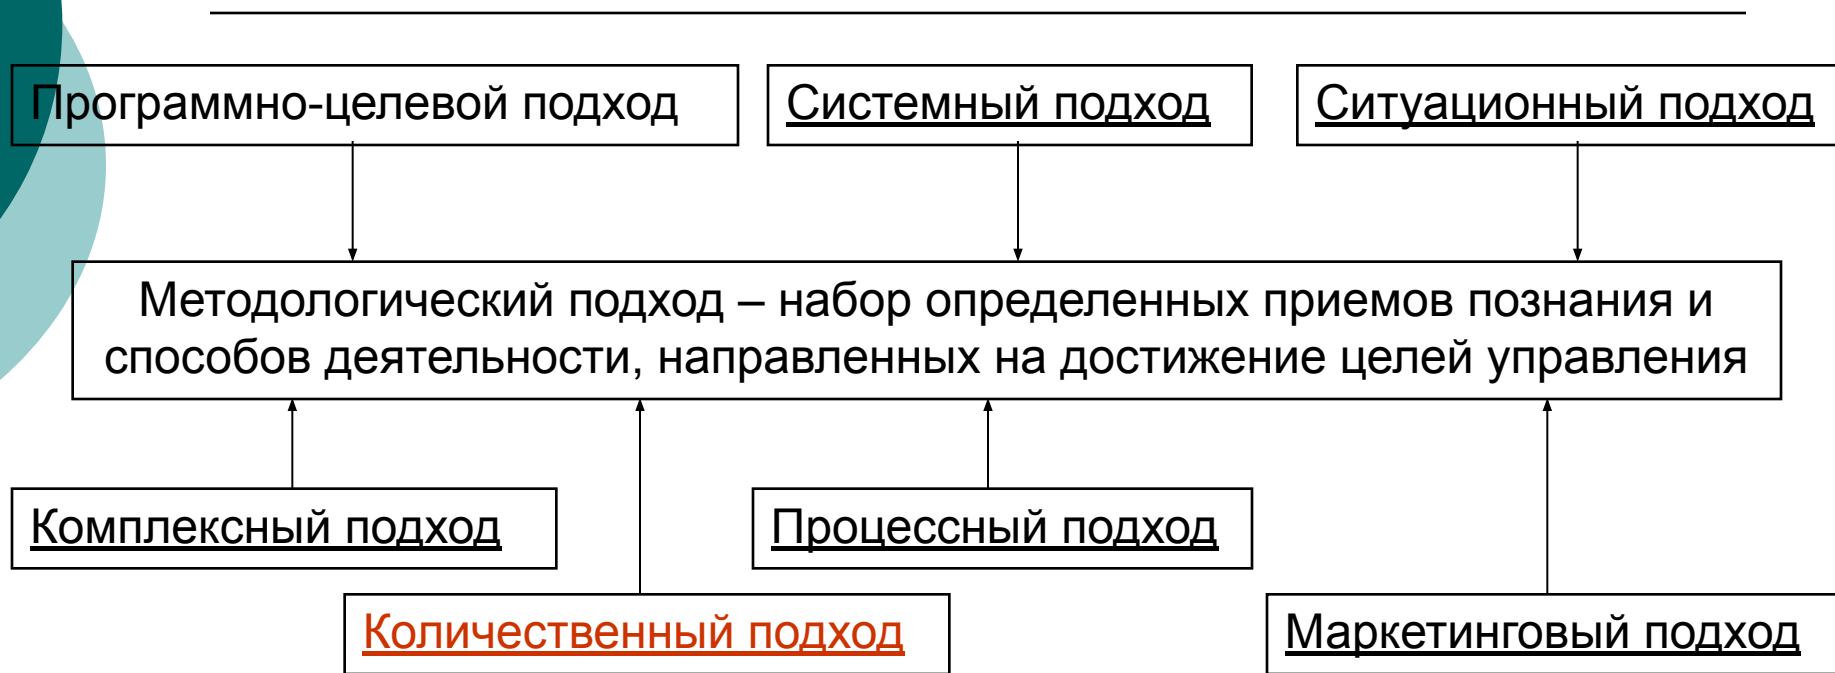 Программно-целевой подход
Системный подход
Ситуационный подход
Методологический подход – набор определенных приемов познания и
способов деятельности, направленных на достижение целей управления
Комплексный подход
Процессный подход
Количественный подход
Маркетинговый подход